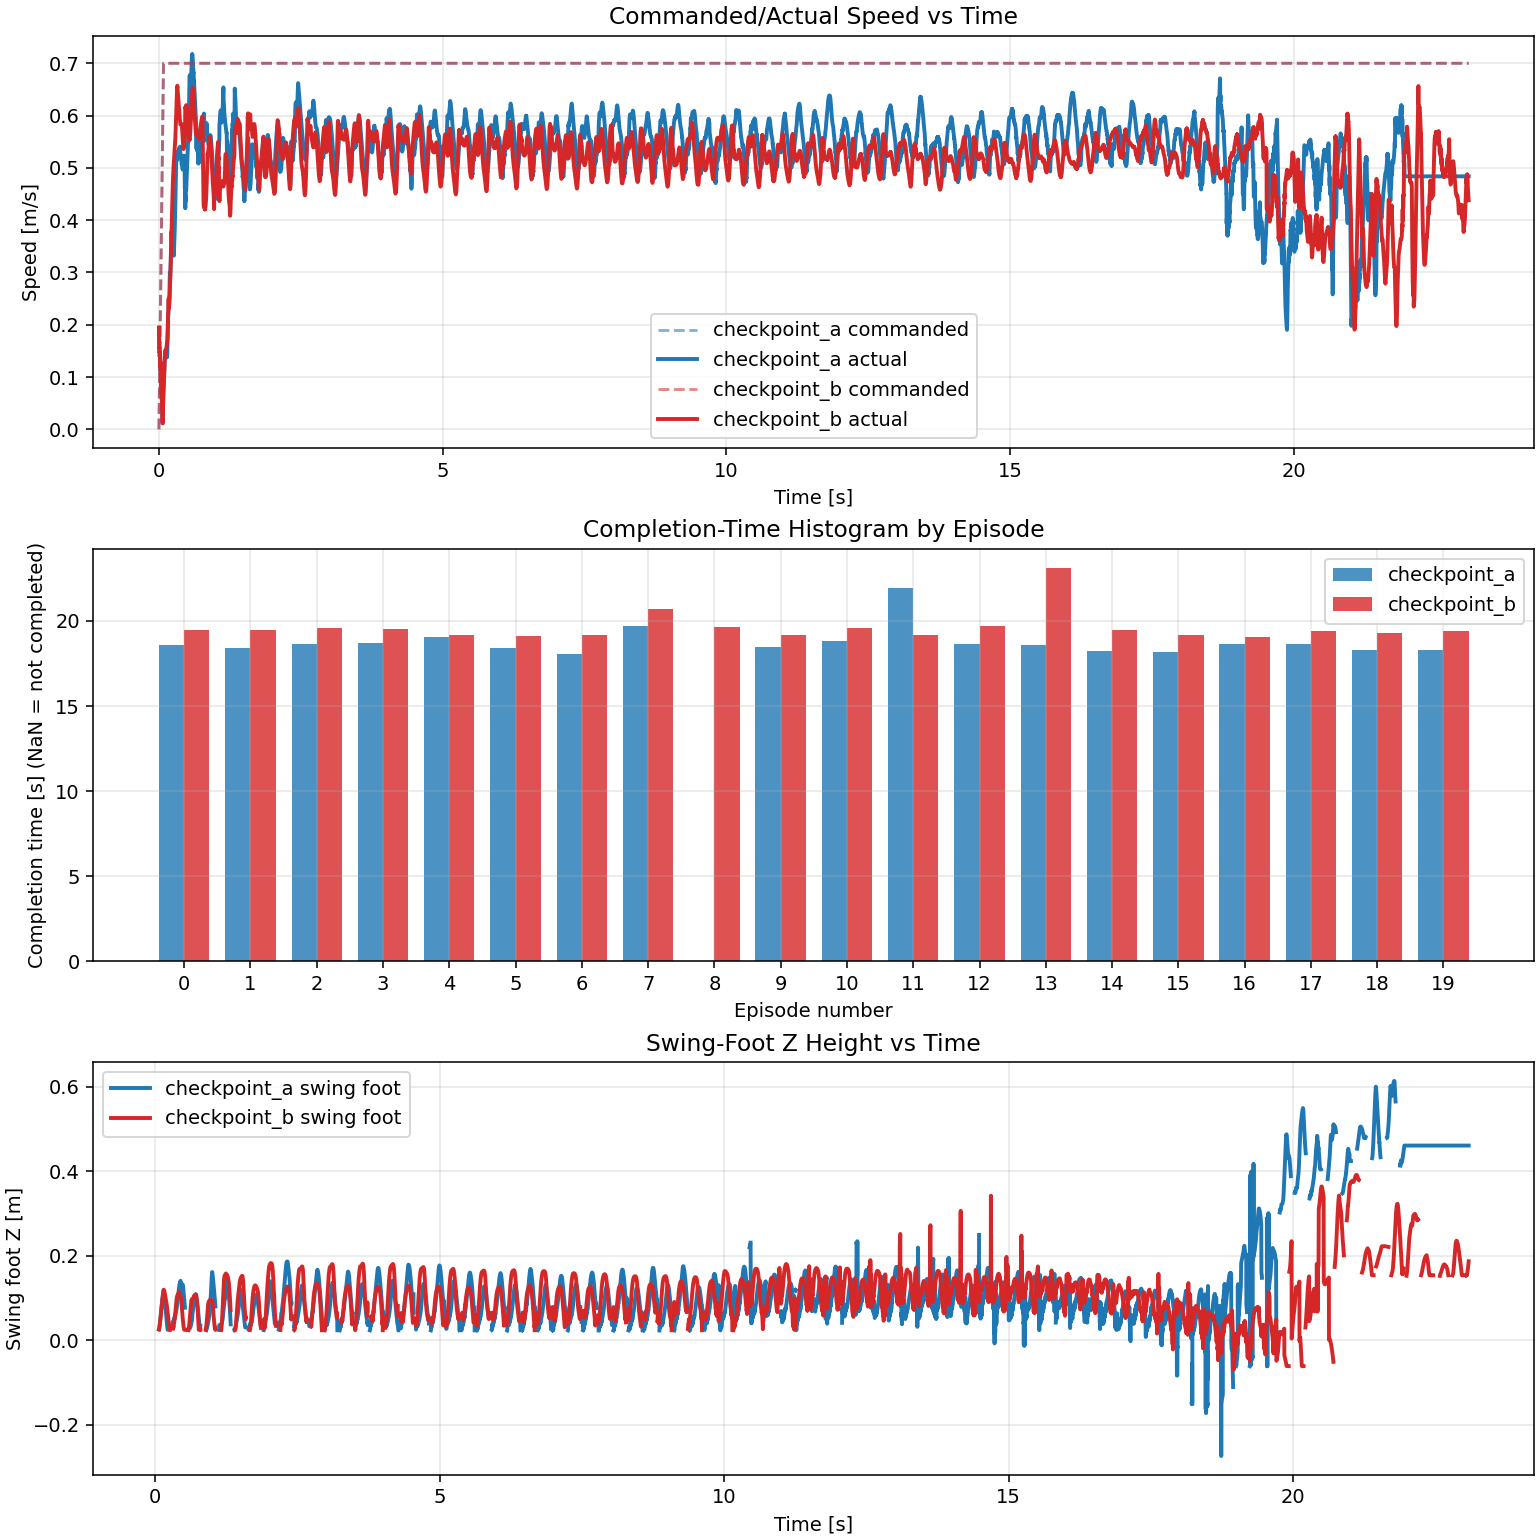 Commanded/Actual Speed vs Time
Speed [m/s]
0.7
0.6
0.5
0.4
0.3
0.2
0.1
0.0
checkpoint_a commanded
checkpoint_a actual
checkpoint_b commanded
checkpoint_b actual
0 5 10 15 20
Time [s]
Completion-Time Histogram by Episode
Completion time [s] (NaN = not completed)
20
15
10
5
0
checkpoint_a
checkpoint_b
0 1 2 3 4 5 6 7 8 9 10 11 12 13 14 15 16 17 18 19
Episode number
Swing-Foot Z Height vs Time
Swing foot Z [m]
0.6
0.4
0.2
0.0
−0.2
checkpoint_a swing foot
checkpoint_b swing foot
0 5 10 15 20
Time [s]